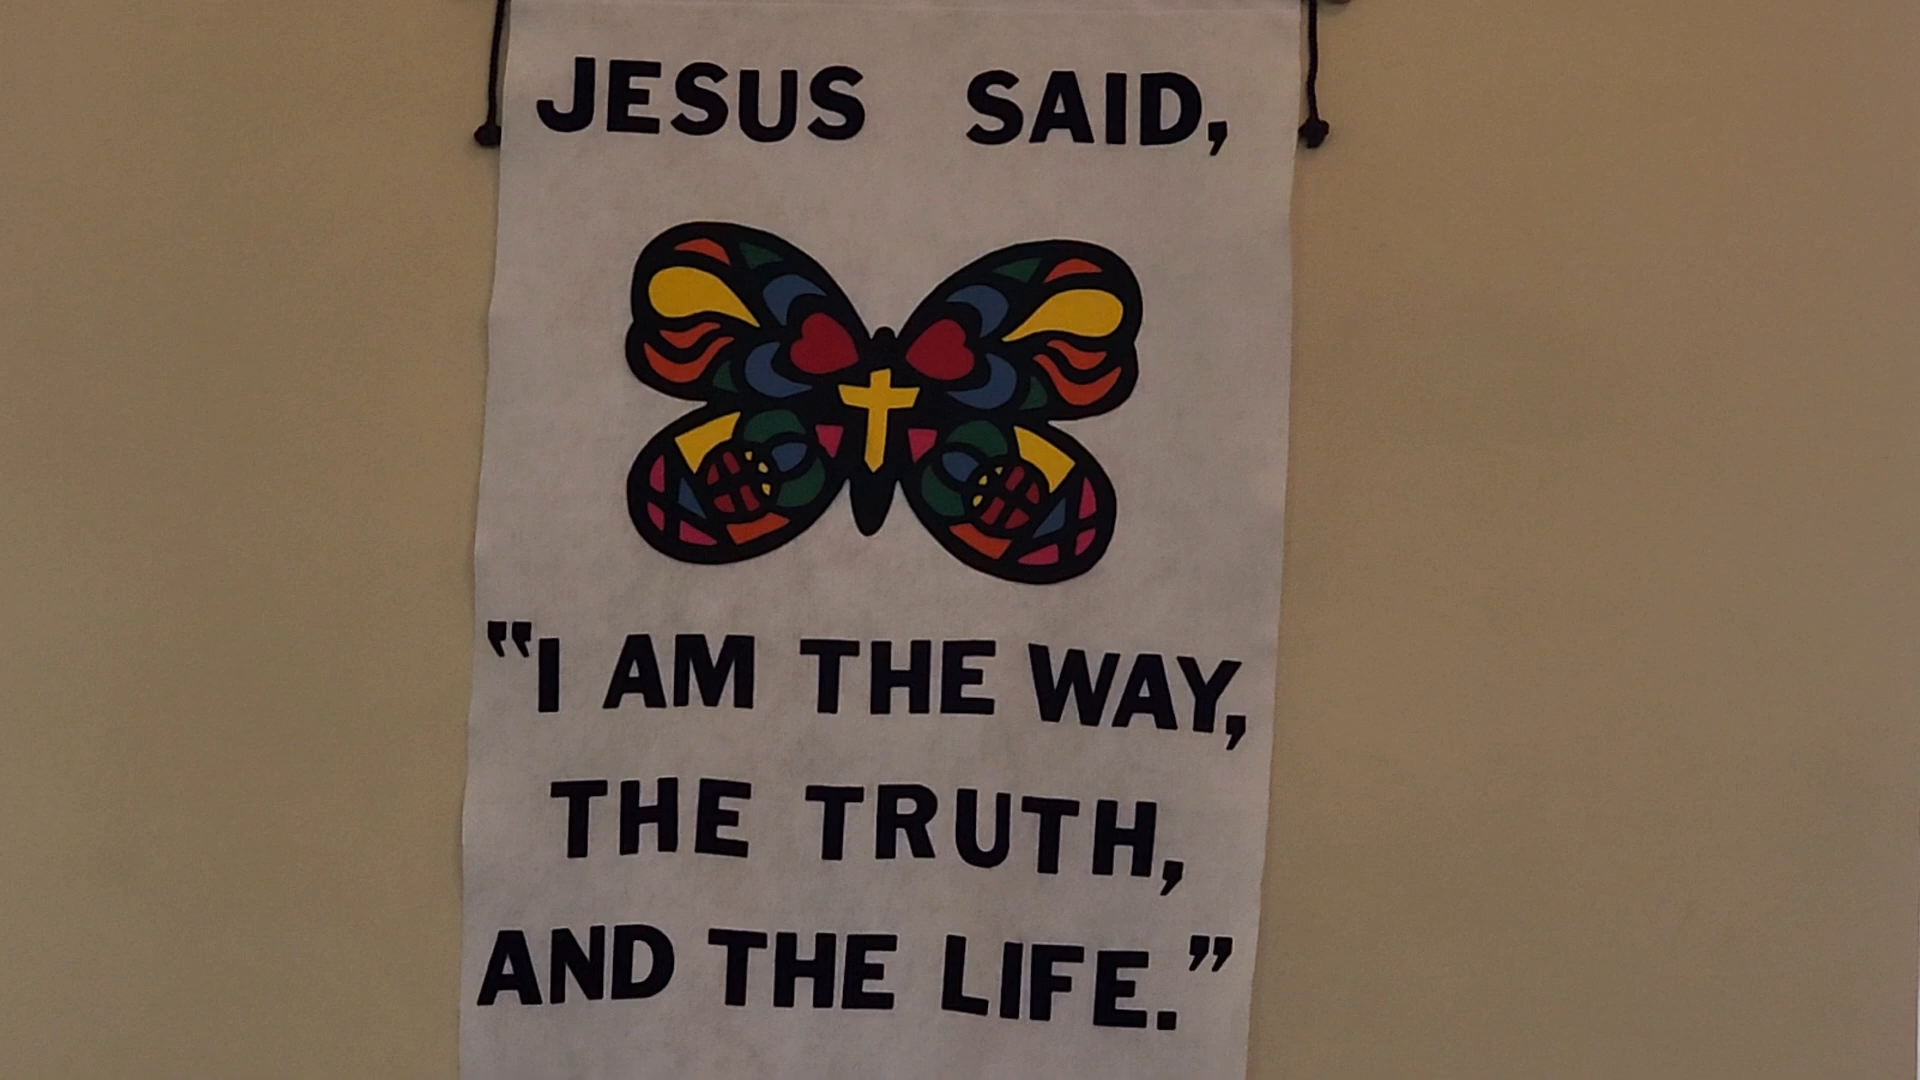 JESUS SAID,
"I AM THE WAY,
THE TRUTH,
AND THE LIFE."